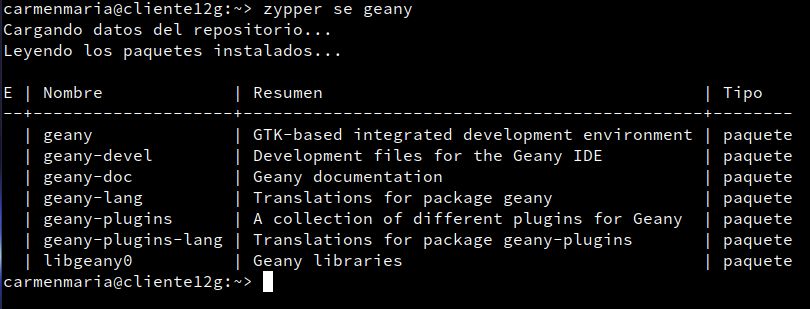 carmenmaria@cliente12g:~> zypper se geany
Cargando datos del repositorio...
Leyendo los paquetes instalados...
E | Nombre | Resumen | Tipo
--+--------------------+---------------------------------------------+--------
| geany | GTK-based integrated development environment | paquete
| geany-devel | Development files for the Geany IDE | paquete
| geany-doc | Geany documentation | paquete
| geany-lang | Translations for package geany | paquete
| geany-plugins | A collection of different plugins for Geany | paquete
| geany-plugins-lang | Translations for package geany-plugins | paquete
| libgeany0 | Geany libraries | paquete
carmenmaria@cliente12g:~>